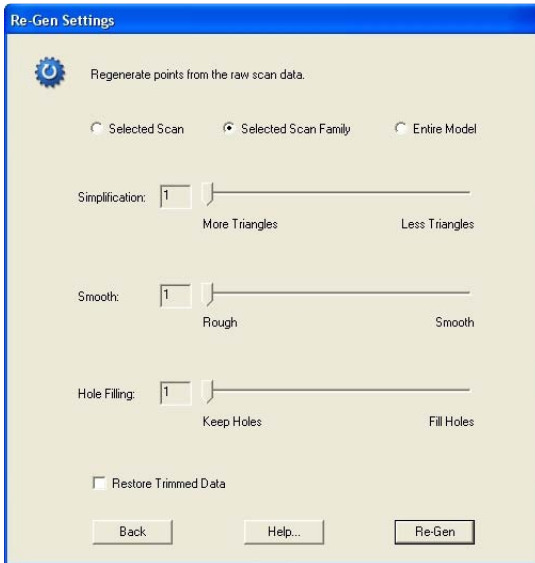 Re-Gen Settings
Regenerate points from the raw scan data.
Selected Scan Selected Scan Family Entire Model
Simplification: 1
More Triangles Less Triangles
Smooth: 1
Rough Smooth
Hole Filling: 1
Keep Holes Fill Holes
Restore Trimmed Data
Back Help... Re-Gen